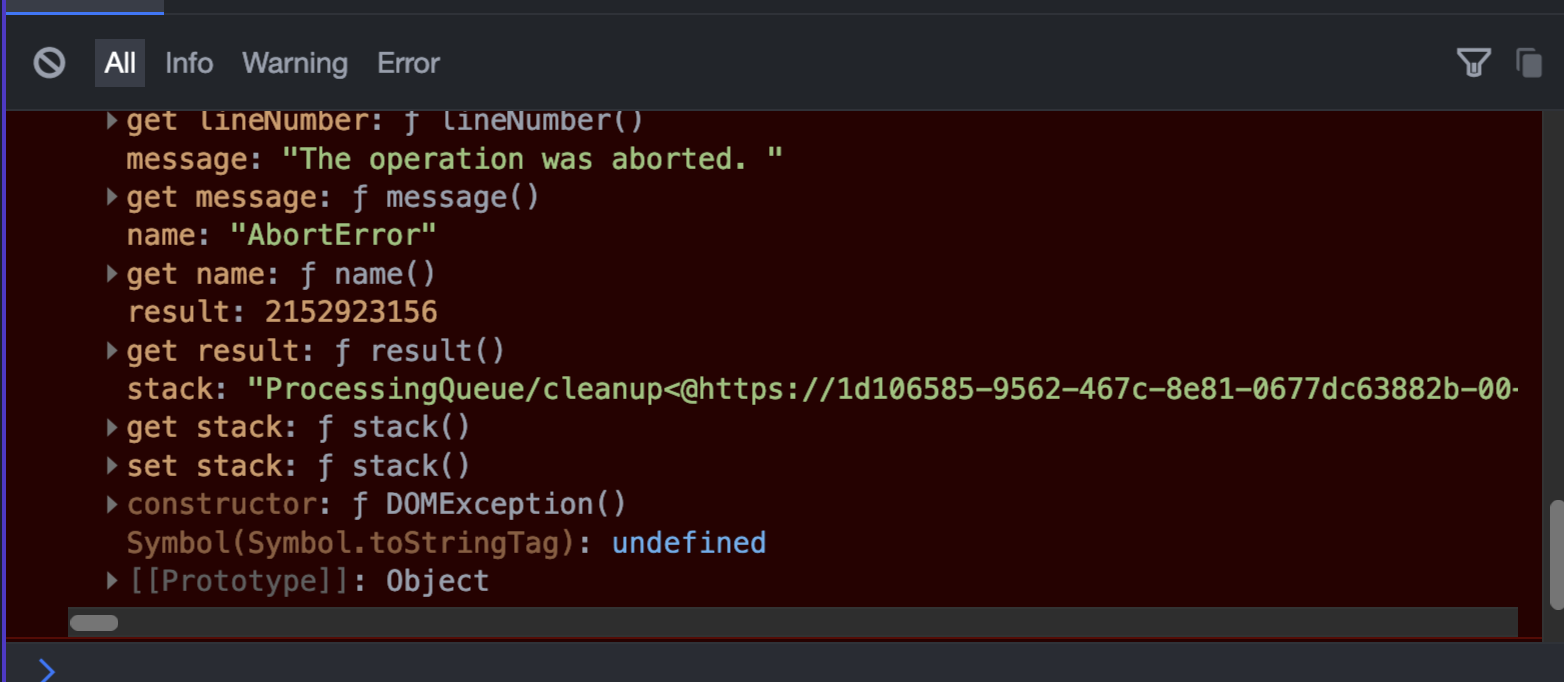 All Info Warning Error
get lineNumber: ƒ lineNumber()
message: "The operation was aborted. "
get message: ƒ message()
name: "AbortError"
get name: ƒ name()
result: 2152923156
get result: ƒ result()
stack: "ProcessingQueue/cleanup<@https://1d106585-9562-467c-8e81-0677dc63882b-00-
get stack: ƒ stack()
set stack: ƒ stack()
constructor: ƒ DOMException()
Symbol(Symbol.toStringTag): undefined
[[Prototype]]: Object